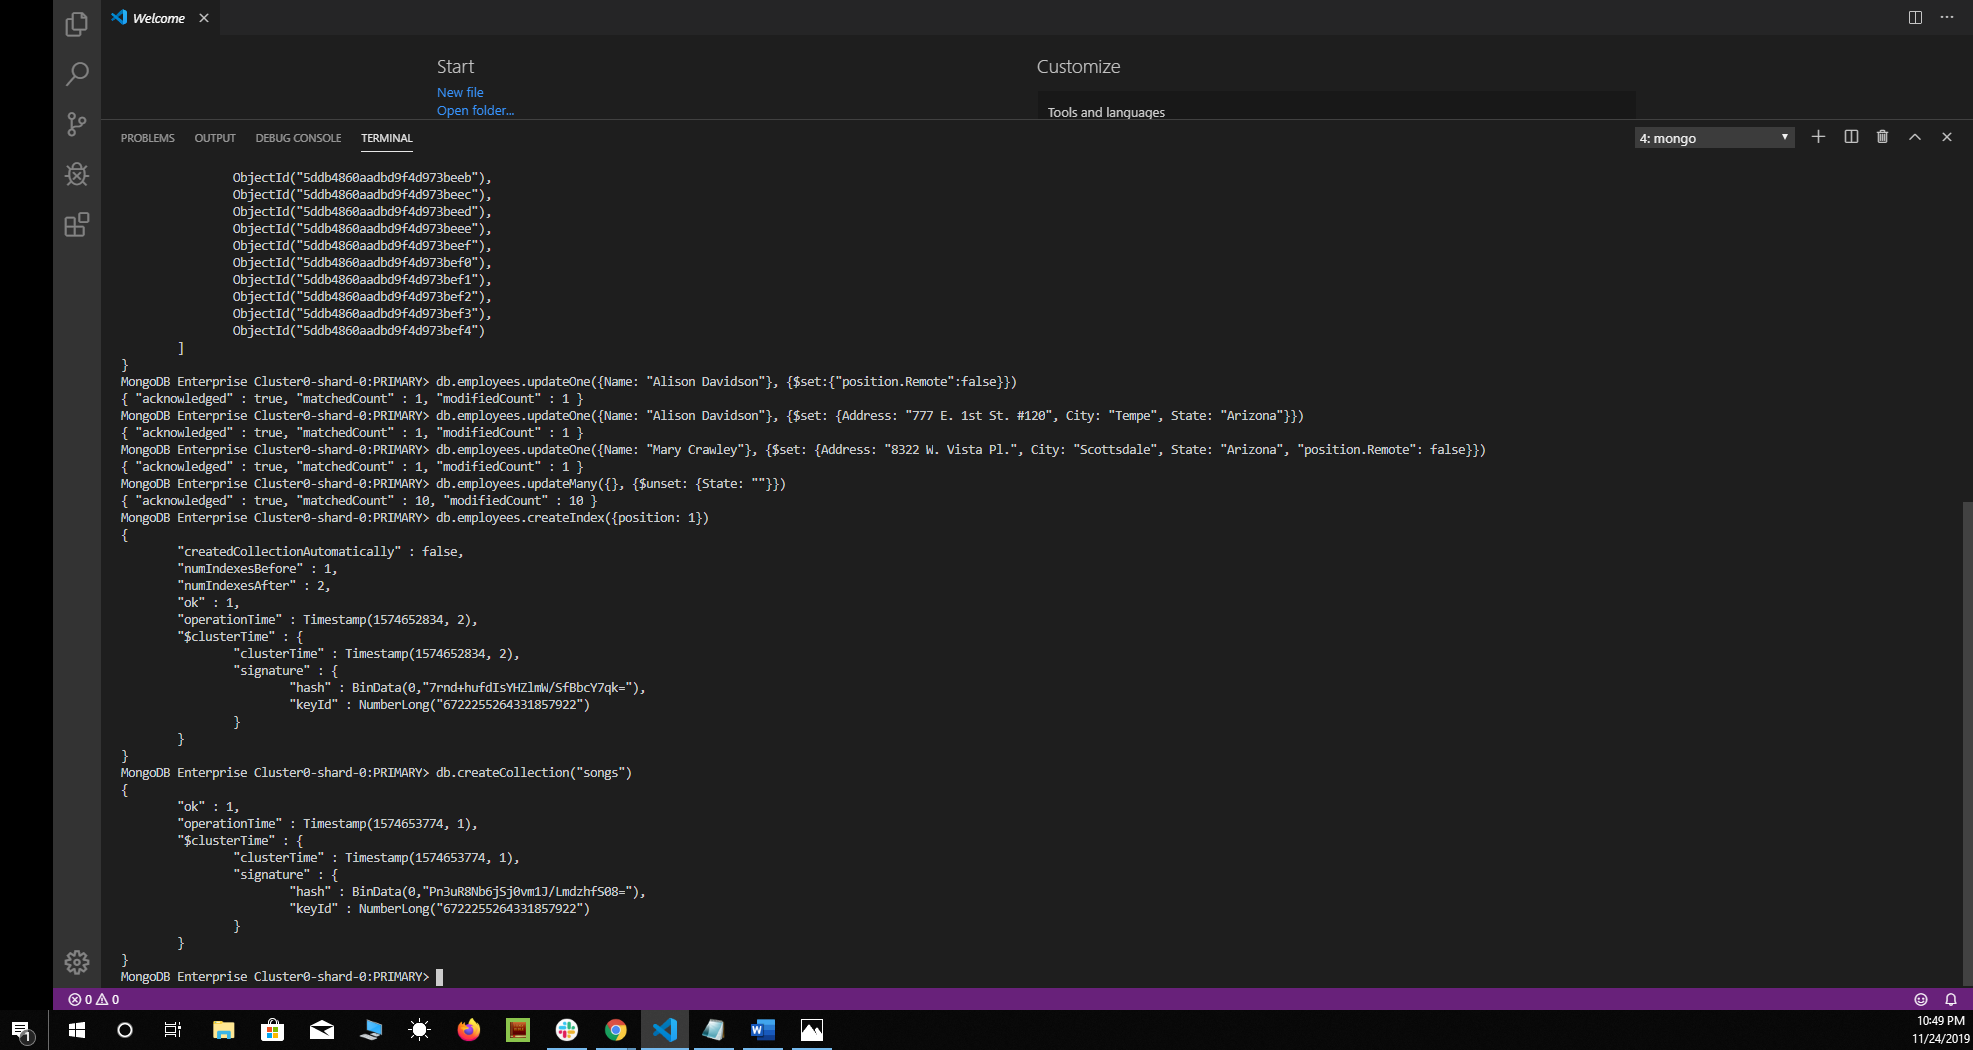 Welcome
Start
New file
Open folder...
Customize
Tools and languages
PROBLEMS OUTPUT DEBUG CONSOLE TERMINAL
4: mongo
ObjectId("5ddb4860aadbd9f4d973beeb"),
ObjectId("5ddb4860aadbd9f4d973beec"),
ObjectId("5ddb4860aadbd9f4d973beed"),
ObjectId("5ddb4860aadbd9f4d973beee"),
ObjectId("5ddb4860aadbd9f4d973beef"),
ObjectId("5ddb4860aadbd9f4d973bef0"),
ObjectId("5ddb4860aadbd9f4d973bef1"),
ObjectId("5ddb4860aadbd9f4d973bef2"),
ObjectId("5ddb4860aadbd9f4d973bef3"),
ObjectId("5ddb4860aadbd9f4d973bef4")
]
}
MongoDB Enterprise Cluster0-shard-0:PRIMARY> db.employees.updateOne({Name: "Alison Davidson"}, {$set:{"position.Remote":false}})
{ "acknowledged" : true, "matchedCount" : 1, "modifiedCount" : 1 }
MongoDB Enterprise Cluster0-shard-0:PRIMARY> db.employees.updateOne({Name: "Alison Davidson"}, {$set: {Address: "777 E. 1st St. #120", City: "Tempe", State: "Arizona"}})
{ "acknowledged" : true, "matchedCount" : 1, "modifiedCount" : 1 }
MongoDB Enterprise Cluster0-shard-0:PRIMARY> db.employees.updateOne({Name: "Mary Crawley"}, {$set: {Address: "8322 W. Vista Pl.", City: "Scottsdale", State: "Arizona", "position.Remote": false}})
{ "acknowledged" : true, "matchedCount" : 1, "modifiedCount" : 1 }
MongoDB Enterprise Cluster0-shard-0:PRIMARY> db.employees.updateMany({}, {$unset: {State: ""}})
{ "acknowledged" : true, "matchedCount" : 10, "modifiedCount" : 10 }
MongoDB Enterprise Cluster0-shard-0:PRIMARY> db.employees.createIndex({position: 1})
{
"createdCollectionAutomatically" : false,
"numIndexesBefore" : 1,
"numIndexesAfter" : 2,
"ok" : 1,
"operationTime" : Timestamp(1574652834, 2),
"$clusterTime" : {
"clusterTime" : Timestamp(1574652834, 2),
"signature" : {
"hash" : BinData(0,"7rnd+hufdIsYHZlmW/SfBbcY7qk="),
"keyId" : NumberLong("6722255264331857922")
}
}
}
MongoDB Enterprise Cluster0-shard-0:PRIMARY> db.createCollection("songs")
{
"ok" : 1,
"operationTime" : Timestamp(1574653774, 1),
"$clusterTime" : {
"clusterTime" : Timestamp(1574653774, 1),
"signature" : {
"hash" : BinData(0,"Pn3uR8Nb6jSj0vm1J/LmdzhfS08="),
"keyId" : NumberLong("6722255264331857922")
}
}
}
MongoDB Enterprise Cluster0-shard-0:PRIMARY>
0 0
1
10:49 PM
11/24/2019